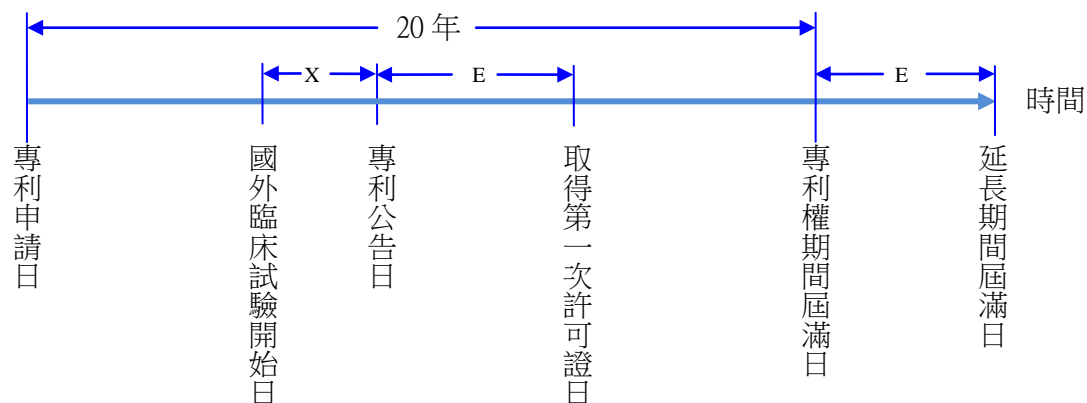 20 年
X
E
E
時間
專利申請日
國外臨床試驗開始日
專利公告日
取得第一次許可證日
專利權期間屆滿日
延長期間屆滿日